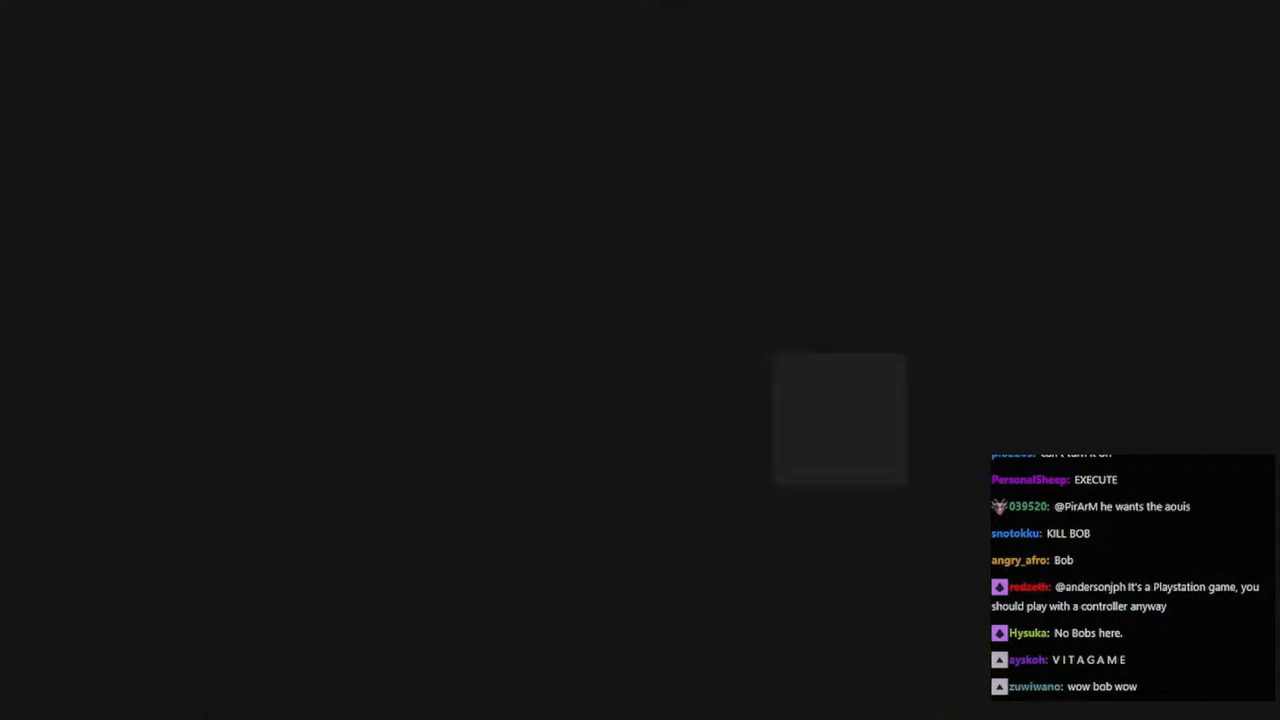 PersonalSheep: EXECUTE
039520: @PirArM he wants the aouis
snotokku: KILL BOB
angry_afro: Bob
redzeth: @andersonjph It's a Playstation game, you
should play with a controller anyway
Hysuka: No Bobs here.
ayskoh: V I T A G A M E
zuwiwano: wow bob wow